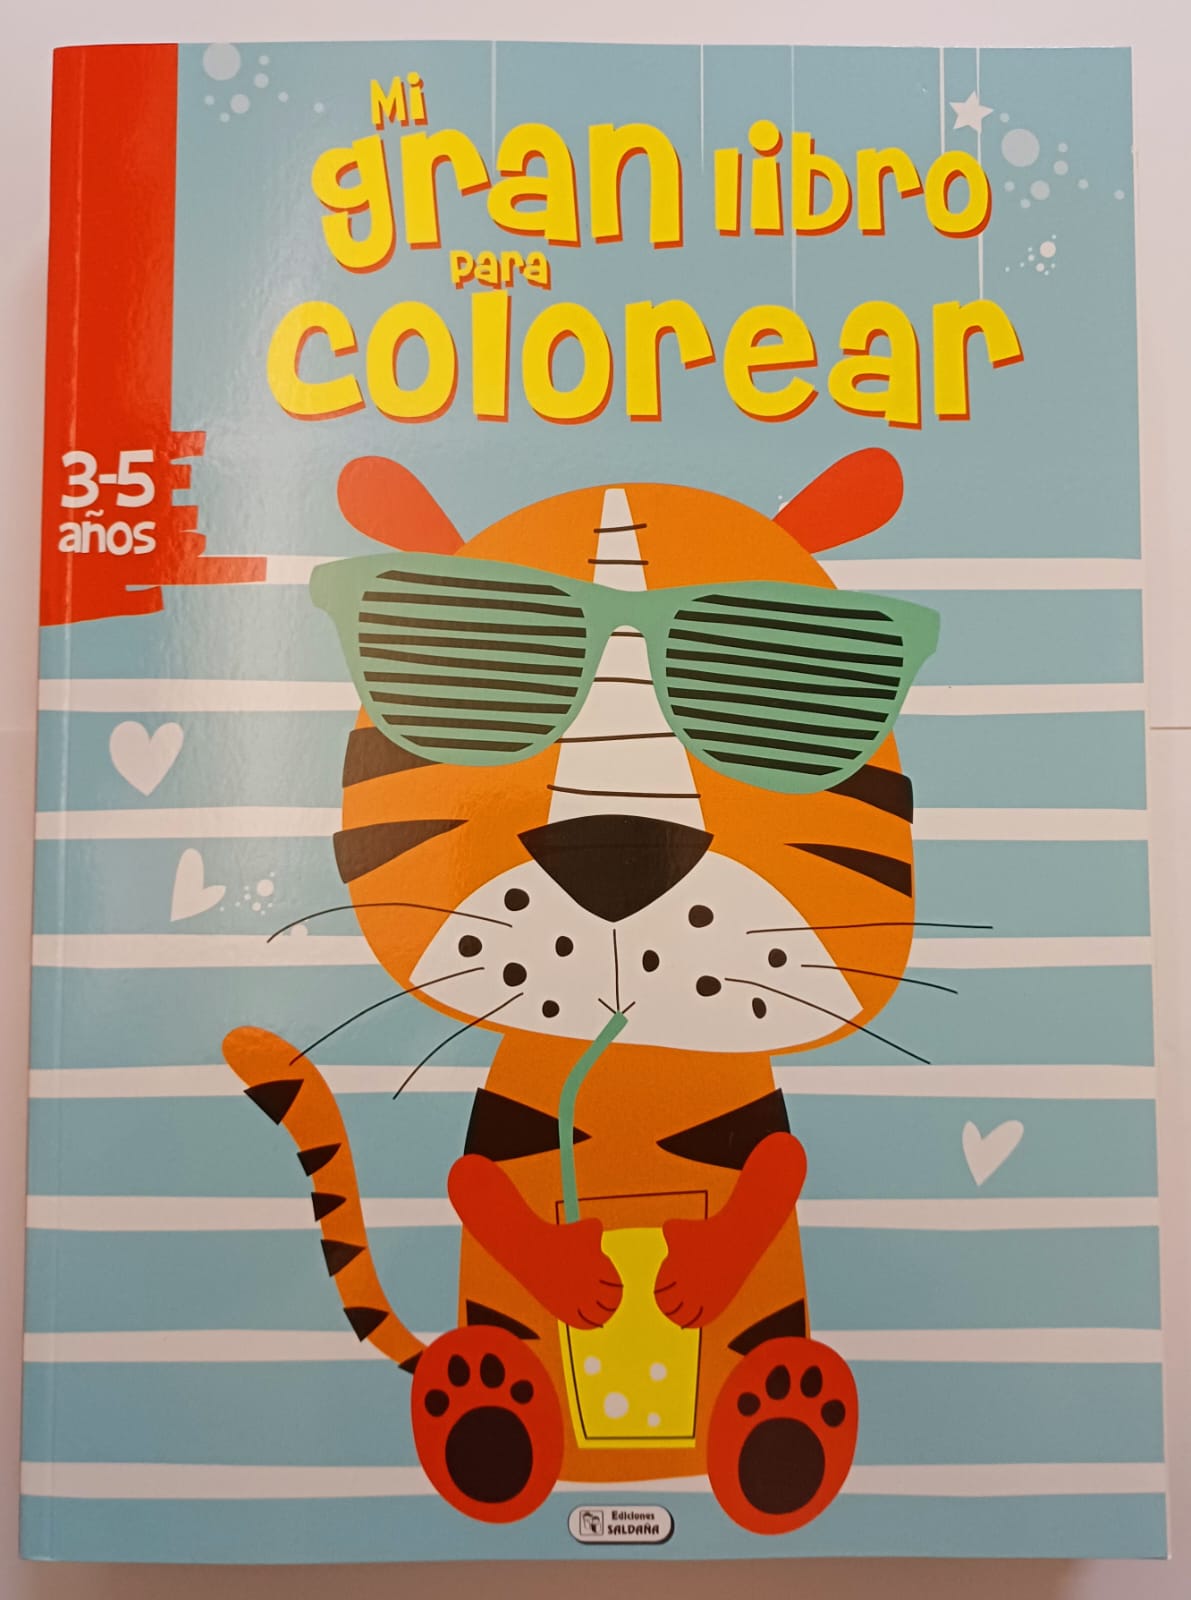 Mi
gran libro
para
colorear
3-5
años
Ediciones
SALDAÑA